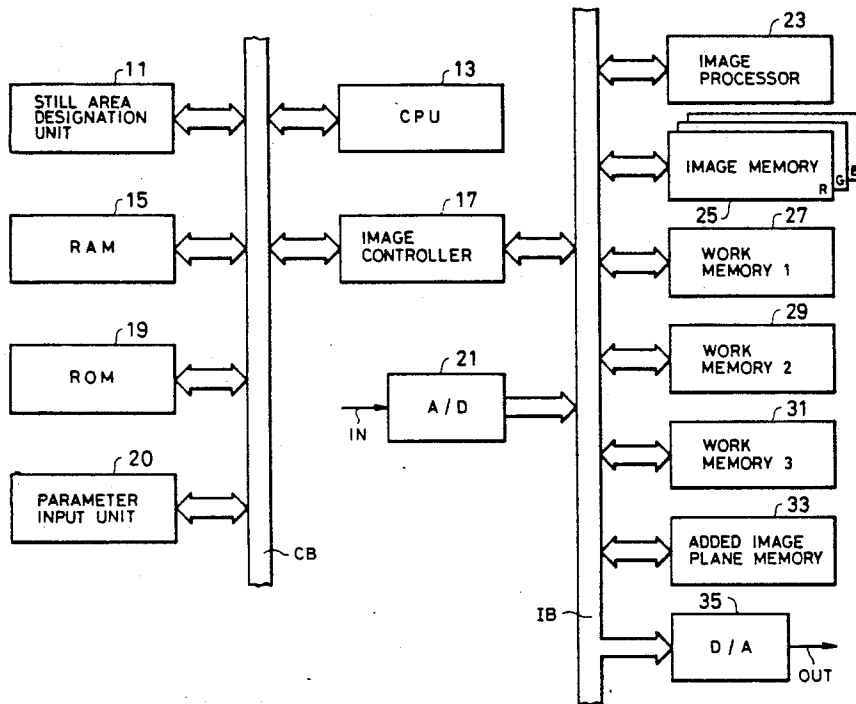 11
STILL AREA
DESIGNATION
UNIT
13
CPU
15
RAM
17
IMAGE
CONTROLLER
19
ROM
20
PARAMETER
INPUT UNIT
CB
21
A/D
IN
23
IMAGE
PROCESSOR
IMAGE MEMORY
R
G
B
25
27
WORK
MEMORY 1
29
WORK
MEMORY 2
31
WORK
MEMORY 3
33
ADDED IMAGE
PLANE MEMORY
IB
35
D/A
OUT